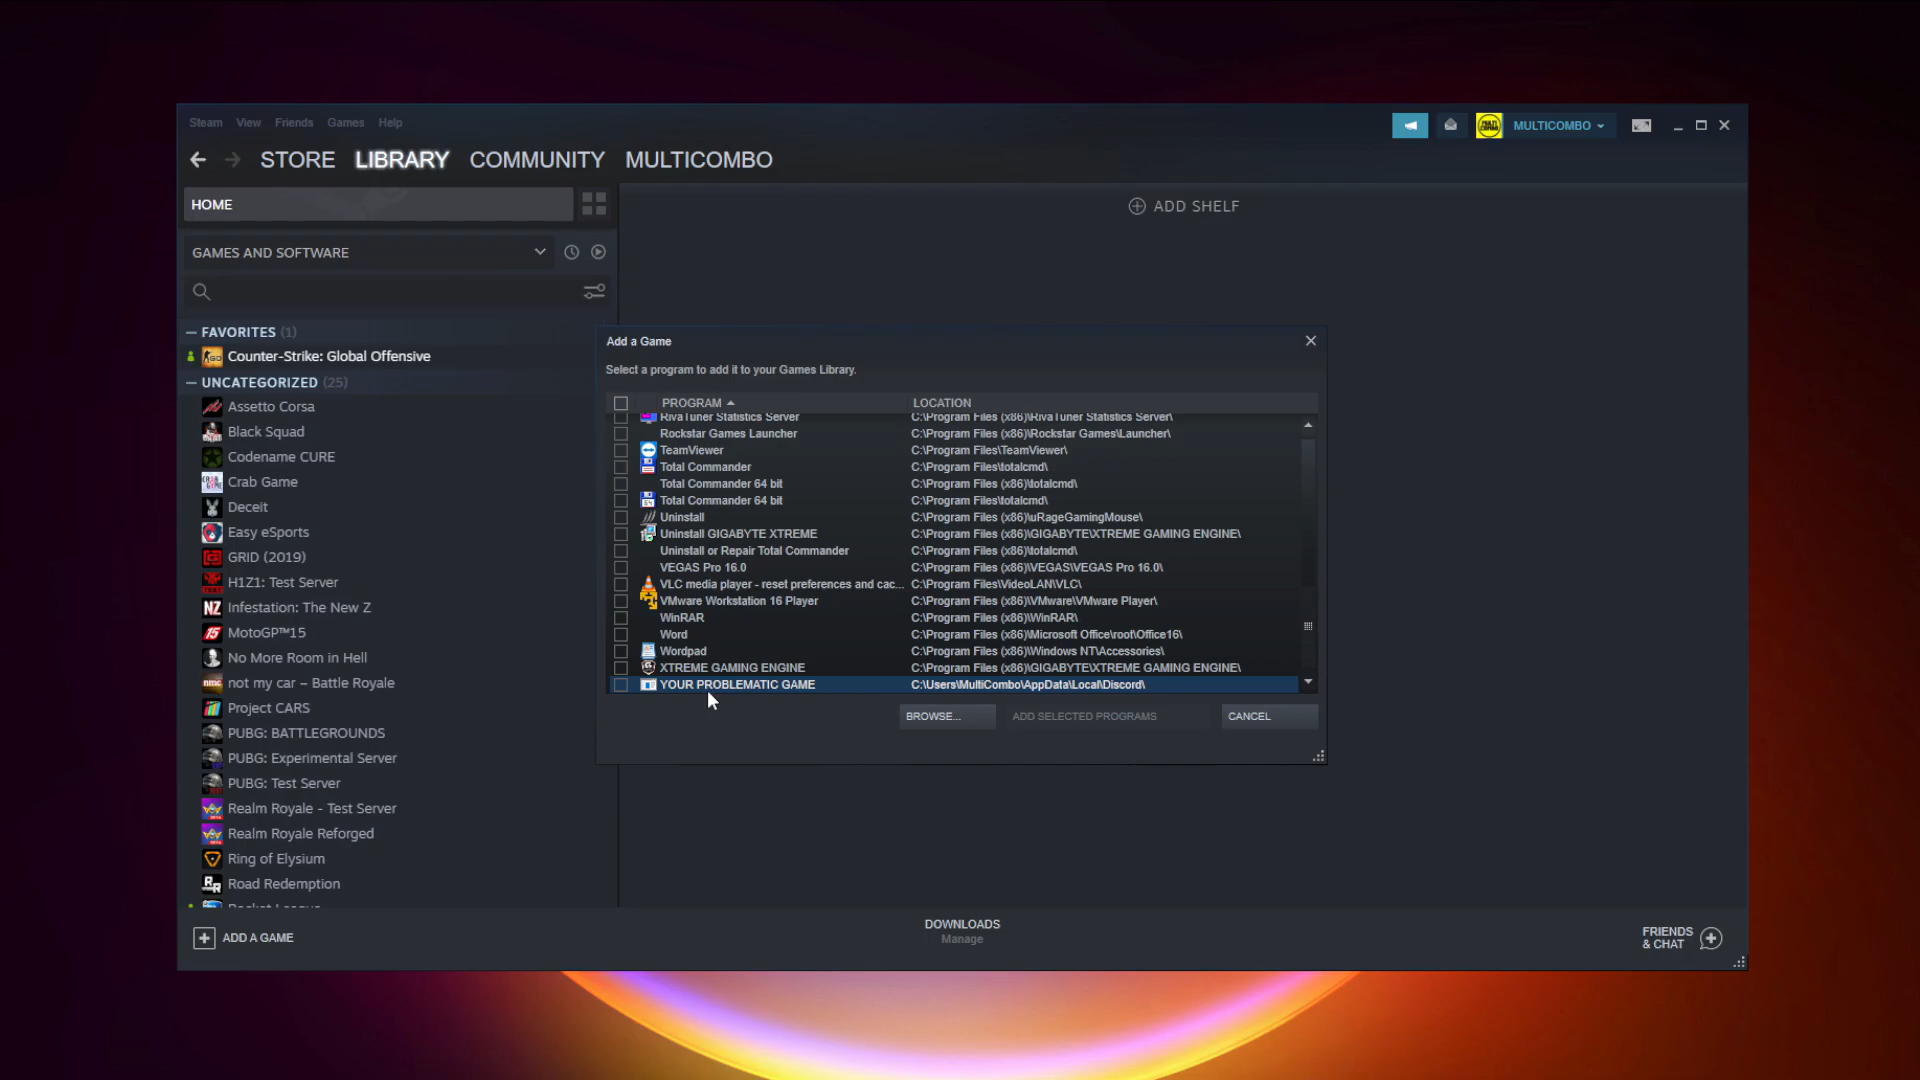 Steam View Friends Games Help
MULTICOMBO
STORE LIBRARY COMMUNITY MULTICOMBO
HOME
ADD SHELF
GAMES AND SOFTWARE
FAVORITES (1)
Counter-Strike: Global Offensive
UNCATEGORIZED (25)
Assetto Corsa
Black Squad
Codename CURE
Crab Game
Deceit
Easy eSports
GRID (2019)
H1Z1: Test Server
Infestation: The New Z
MotoGP™15
No More Room in Hell
not my car – Battle Royale
Project CARS
PUBG: BATTLEGROUNDS
PUBG: Experimental Server
PUBG: Test Server
Realm Royale - Test Server
Realm Royale Reforged
Ring of Elysium
Road Redemption
Rocket League
Add a Game
Select a program to add it to your Games Library.
PROGRAM LOCATION
RivaTuner Statistics Server C:\Program Files (x86)\RivaTuner Statistics Server\
Rockstar Games Launcher C:\Program Files (x86)\Rockstar Games\Launcher\
TeamViewer C:\Program Files\TeamViewer\
Total Commander C:\Program Files\totalcmd\
Total Commander 64 bit C:\Program Files (x86)\totalcmd\
Total Commander 64 bit C:\Program Files\totalcmd\
Uninstall C:\Program Files (x86)\uRageGamingMouse\
Uninstall GIGABYTE XTREME C:\Program Files (x86)\GIGABYTE\XTREME GAMING ENGINE\
Uninstall or Repair Total Commander C:\Program Files (x86)\totalcmd\
VEGAS Pro 16.0 C:\Program Files (x86)\VEGAS\VEGAS Pro 16.0\
VLC media player - reset preferences and cac... C:\Program Files\VideoLAN\VLC\
VMware Workstation 16 Player C:\Program Files (x86)\VMware\VMware Player\
WinRAR C:\Program Files (x86)\WinRAR\
Word C:\Program Files (x86)\Microsoft Office\root\Office16\
Wordpad C:\Program Files (x86)\Windows NT\Accessories\
XTREME GAMING ENGINE C:\Program Files (x86)\GIGABYTE\XTREME GAMING ENGINE\
YOUR PROBLEMATIC GAME C:\Users\MultiCombo\AppData\Local\Discord\
BROWSE... ADD SELECTED PROGRAMS CANCEL
ADD A GAME
DOWNLOADS
Manage
FRIENDS
& CHAT